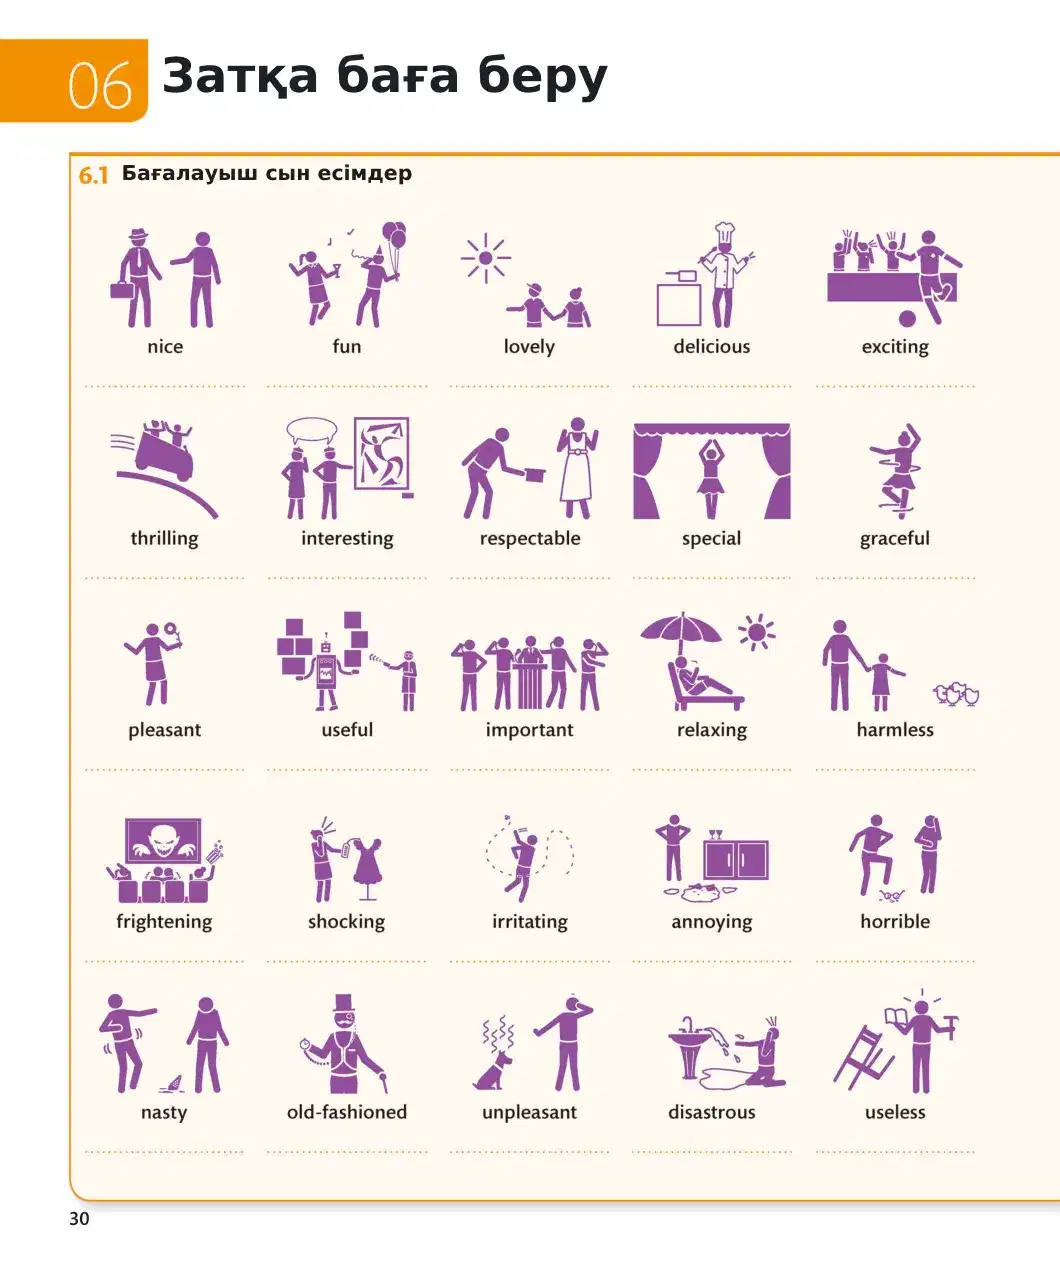 06 Затқа баға беру
6.1 Бағалауыш сын есімдер
nice fun lovely delicious exciting
thrilling interesting respectable special graceful
pleasant useful important relaxing harmless
frightening shocking irritating annoying horrible
nasty old-fashioned unpleasant disastrous useless
30